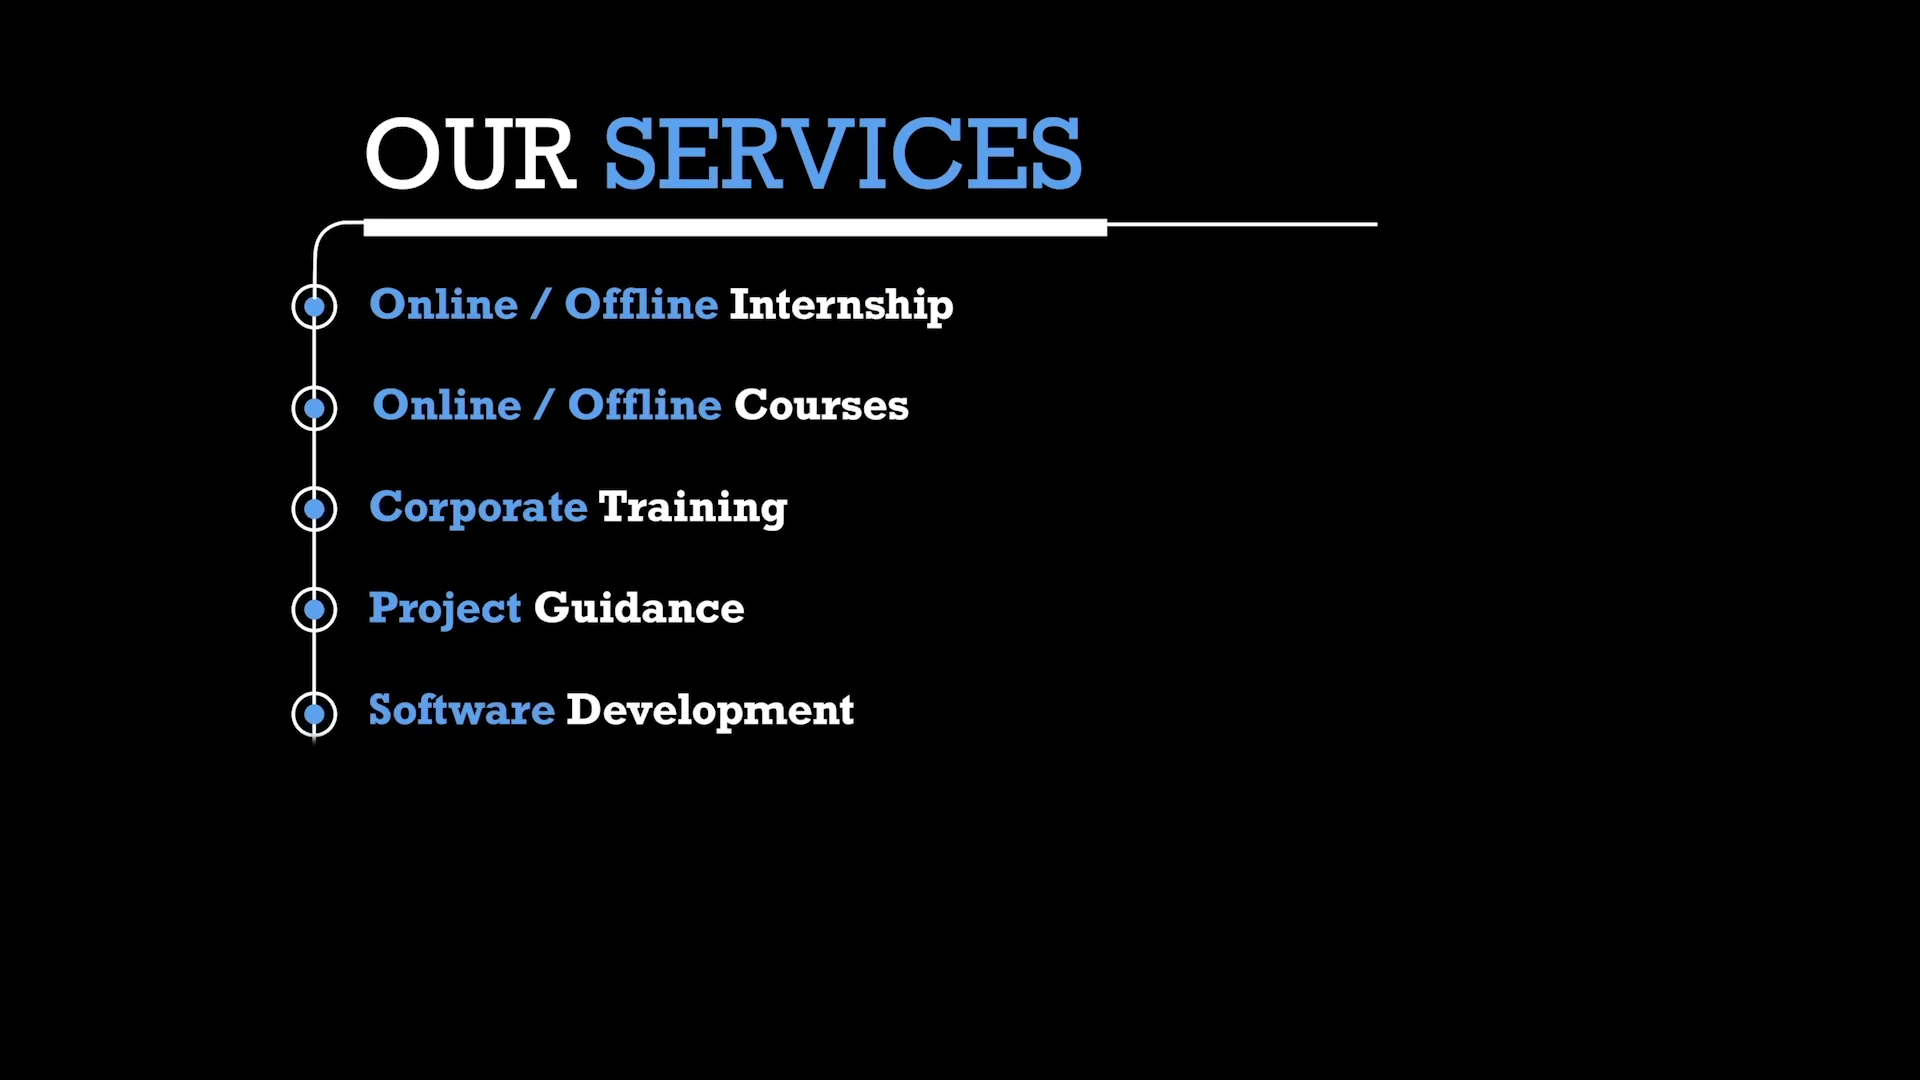 OUR SERVICES
Online / Offline Internship
Online / Offline Courses
Corporate Training
Project Guidance
Software Development